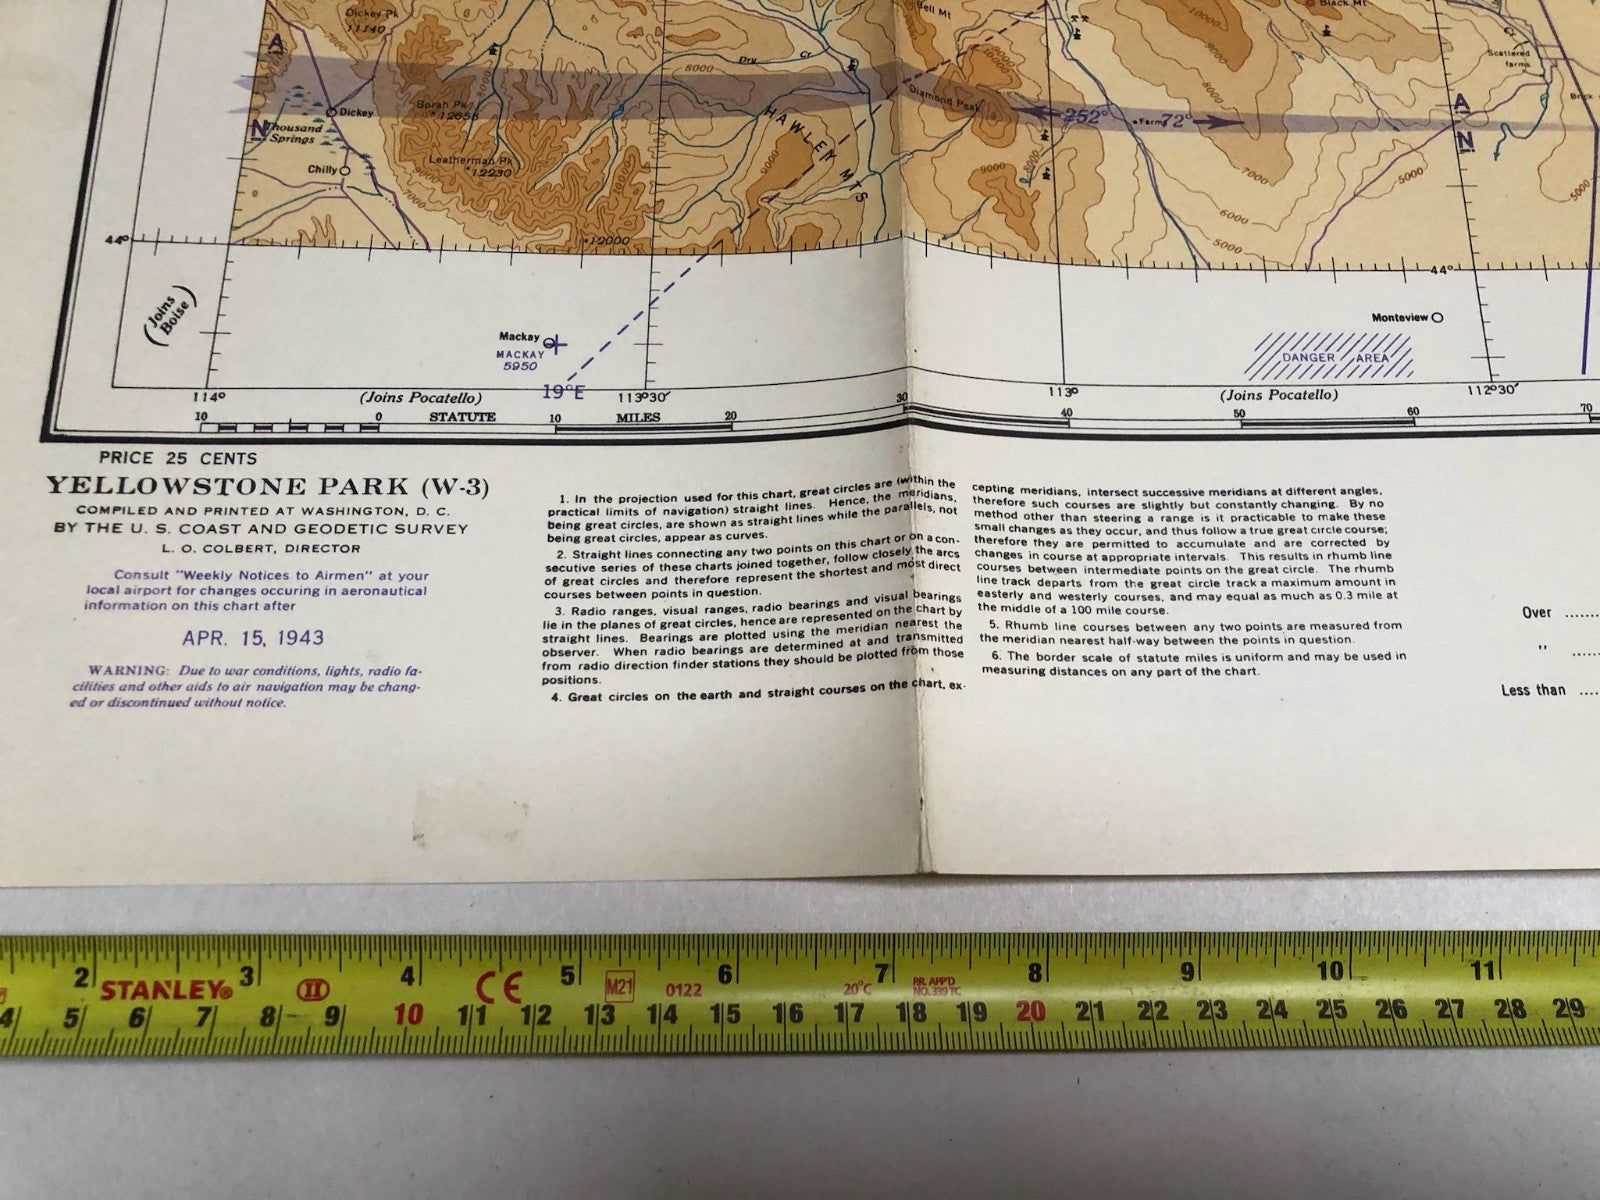 Dickey Pk
11140
7000
Bell Mt
10000
9000
Black Mt
Cr
Scattered
farms
A
8000
Dry Cr
8000
10000
8000
Borah Pk
12655
Dickey
N
Thousand
Springs
HAWLEY MTS
Diamond Peak
252°
Farms
72°
A
N
Brick
Chilly
Leatherman Pk
12230
10000
9000
9000
9000
8000
7000
7000
5000
5000
6000
5000
44°
12000
44°
(Joins
Boise)
Mackay
MACKAY
5950
Monteview
DANGER AREA
19°E
114°
(Joins Pocatello)
113°30′
113°
(Joins Pocatello)
112°30′
10 0 STATUTE 10 MILES 20 30 40 50 60 70
PRICE 25 CENTS
YELLOWSTONE PARK (W-3)
COMPILED AND PRINTED AT WASHINGTON, D. C.
BY THE U. S. COAST AND GEODETIC SURVEY
L. O. COLBERT, DIRECTOR
Consult "Weekly Notices to Airmen" at your
local airport for changes occuring in aeronautical
information on this chart after
APR. 15, 1943
WARNING: Due to war conditions, lights, radio fa-
cilities and other aids to air navigation may be chang-
ed or discontinued without notice.
1. In the projection used for this chart, great circles are (within the
practical limits of navigation) straight lines. Hence, the meridians,
being great circles, are shown as straight lines while the parallels, not
being great circles, appear as curves.
2. Straight lines connecting any two points on this chart or on a con-
secutive series of these charts joined together, follow closely the arcs
of great circles and therefore represent the shortest and most direct
courses between points in question.
3. Radio ranges, visual ranges, radio bearings and visual bearings
lie in the planes of great circles, hence are represented on the chart by
straight lines. Bearings are plotted using the meridian nearest the
observer. When radio bearings are determined at and transmitted
from radio direction finder stations they should be plotted from those
positions.
4. Great circles on the earth and straight courses on the chart, ex-
cepting meridians, intersect successive meridians at different angles,
therefore such courses are slightly but constantly changing. By no
method other than steering a range is it practicable to make these
small changes as they occur, and thus follow a true great circle course;
therefore they are permitted to accumulate and are corrected by
changes in course at appropriate intervals. This results in rhumb line
courses between intermediate points on the great circle. The rhumb
line track departs from the great circle track a maximum amount in
easterly and westerly courses, and may equal as much as 0.3 mile at
the middle of a 100 mile course.
5. Rhumb line courses between any two points are measured from
the meridian nearest half-way between the points in question.
6. The border scale of statute miles is uniform and may be used in
measuring distances on any part of the chart.
Over .......
" .....
Less than ....
2 3 4 5 6 7 8 9 10 11
STANLEY® II CE M21 0122 20°C RR. APP'D
NO. 399 TC
4 5 6 7 8 9 10 11 12 13 14 15 16 17 18 19 20 21 22 23 24 25 26 27 28 29